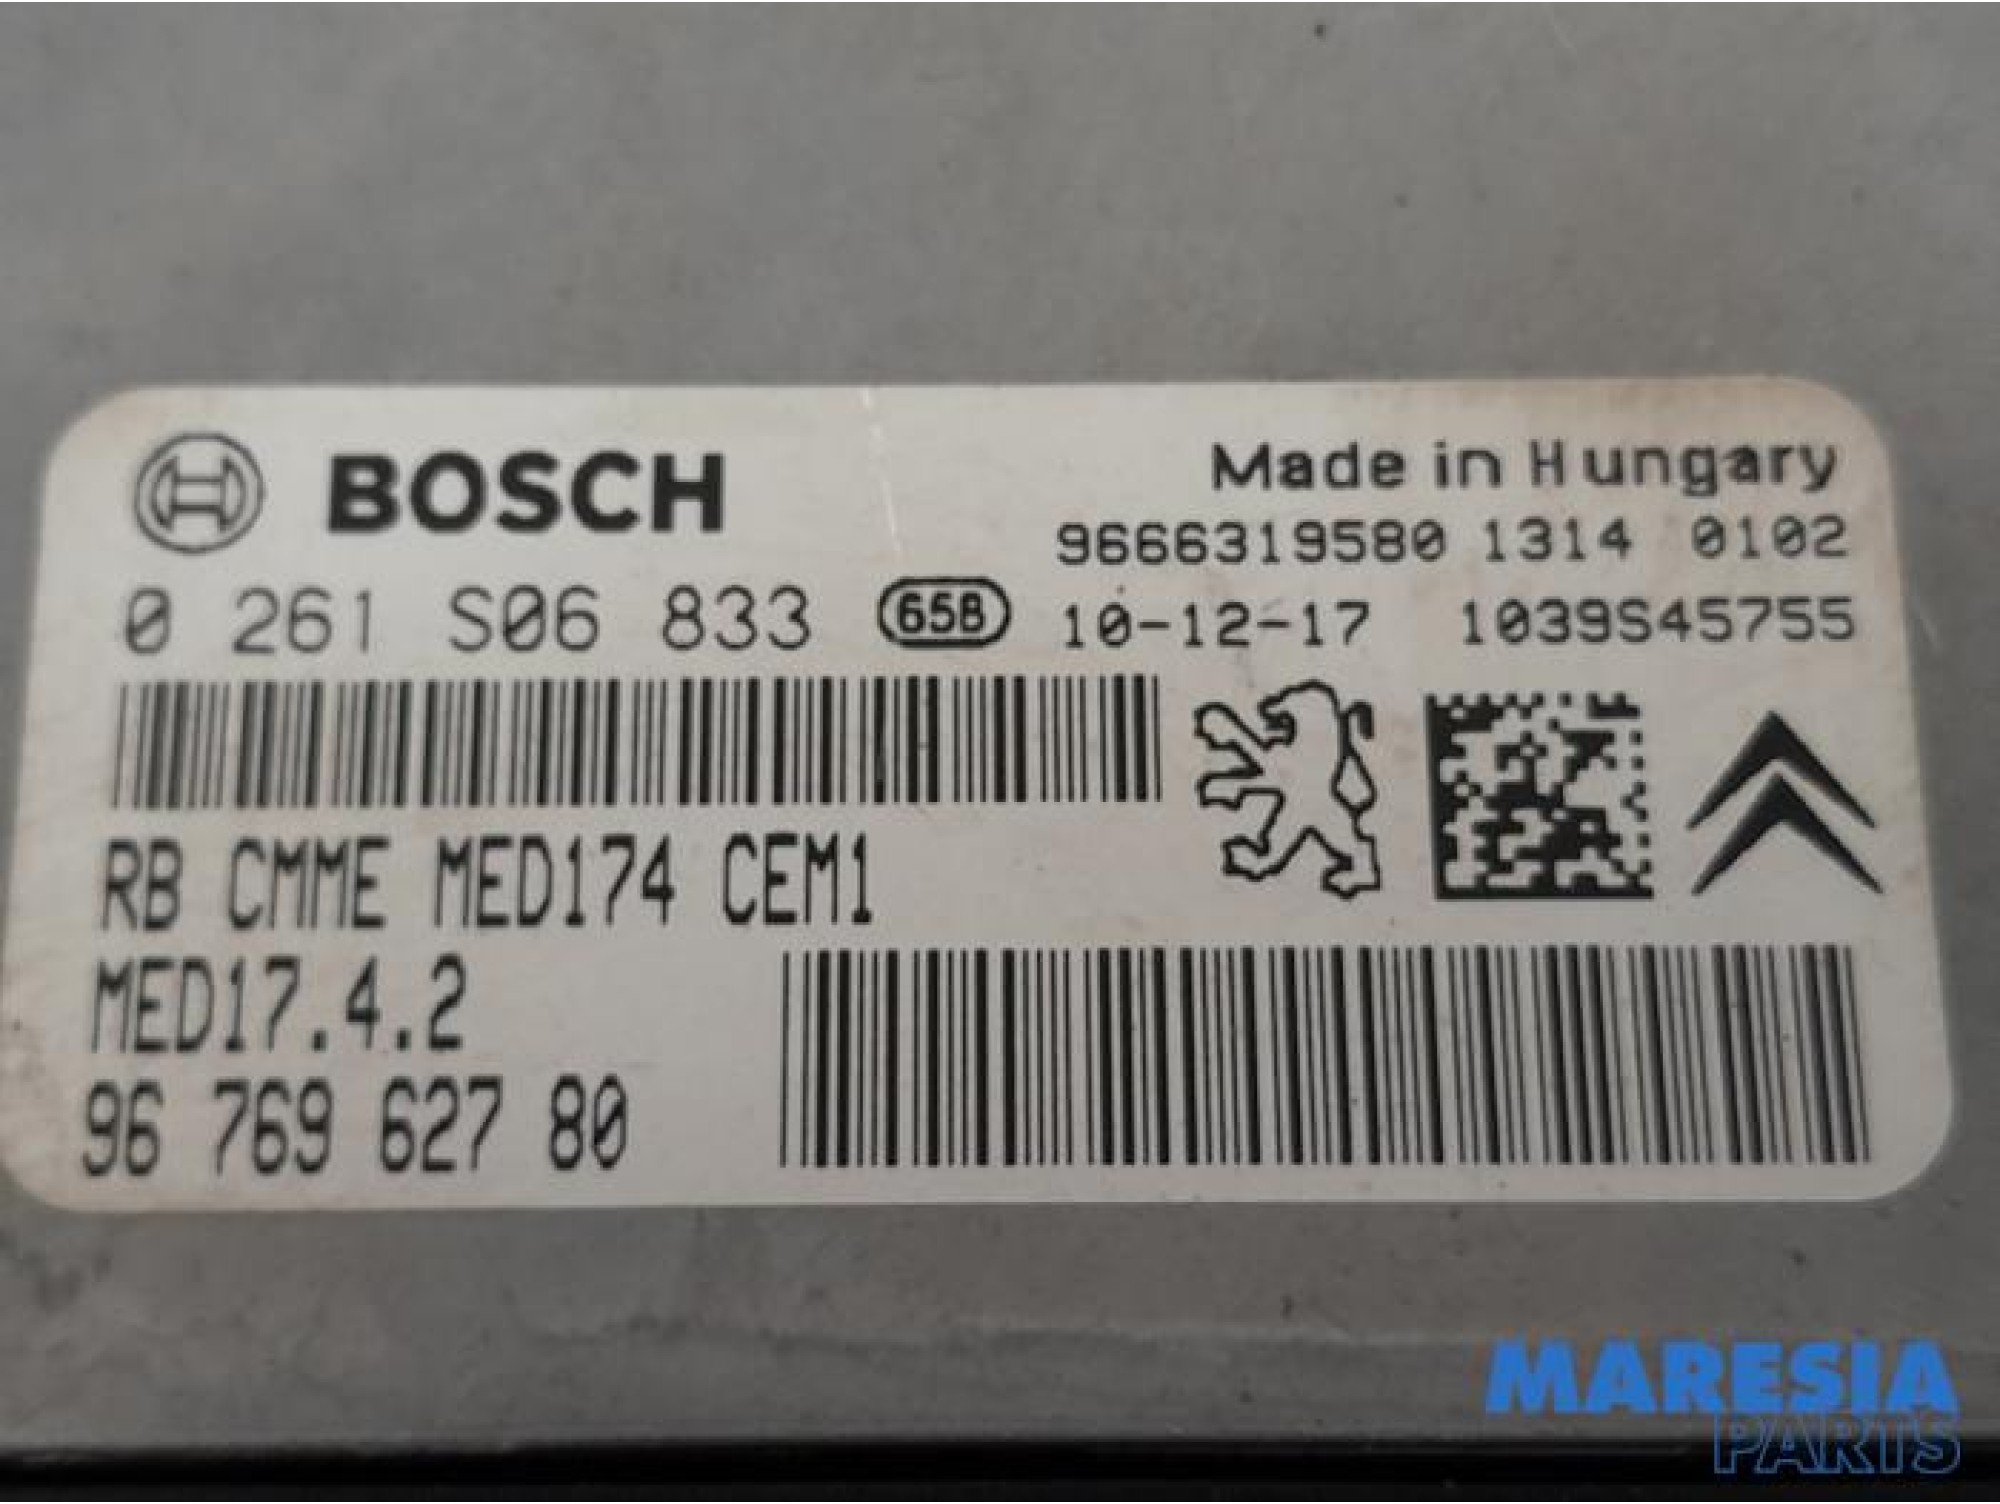 BOSCH
Made in Hungary
9666319580 1314 0102
0 261 S06 833 65B 10-12-17 1039S45755
RB CMME MED174 CEM1
MED17.4.2
96 769 627 80
MARESIA
PARTS